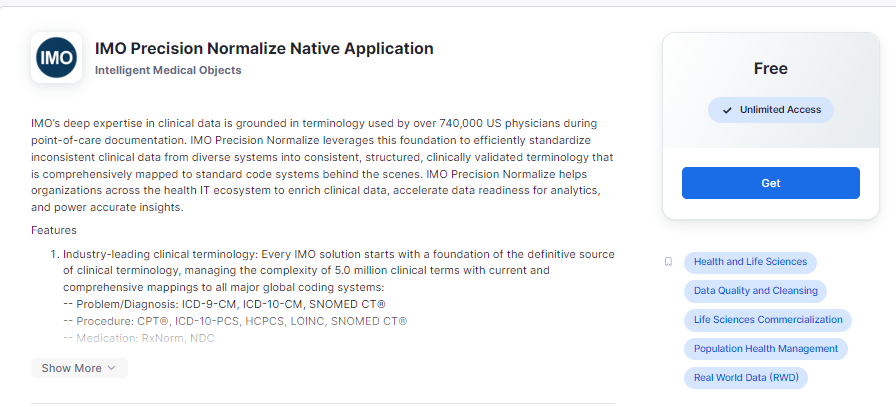 IMO
IMO Precision Normalize Native Application
Intelligent Medical Objects
IMO's deep expertise in clinical data is grounded in terminology used by over 740,000 US physicians during
point-of-care documentation. IMO Precision Normalize leverages this foundation to efficiently standardize
inconsistent clinical data from diverse systems into consistent, structured, clinically validated terminology that
is comprehensively mapped to standard code systems behind the scenes. IMO Precision Normalize helps
organizations across the health IT ecosystem to enrich clinical data, accelerate data readiness for analytics,
and power accurate insights.
Features
1. Industry-leading clinical terminology: Every IMO solution starts with a foundation of the definitive source
of clinical terminology, managing the complexity of 5.0 million clinical terms with current and
comprehensive mappings to all major global coding systems:
-- Problem/Diagnosis: ICD-9-CM, ICD-10-CM, SNOMED CT®
-- Procedure: CPT®, ICD-10-PCS, HCPCS, LOINC, SNOMED CT®
-- Medication: RxNorm, NDC
Show More
Free
Unlimited Access
Get
Health and Life Sciences
Data Quality and Cleansing
Life Sciences Commercialization
Population Health Management
Real World Data (RWD)